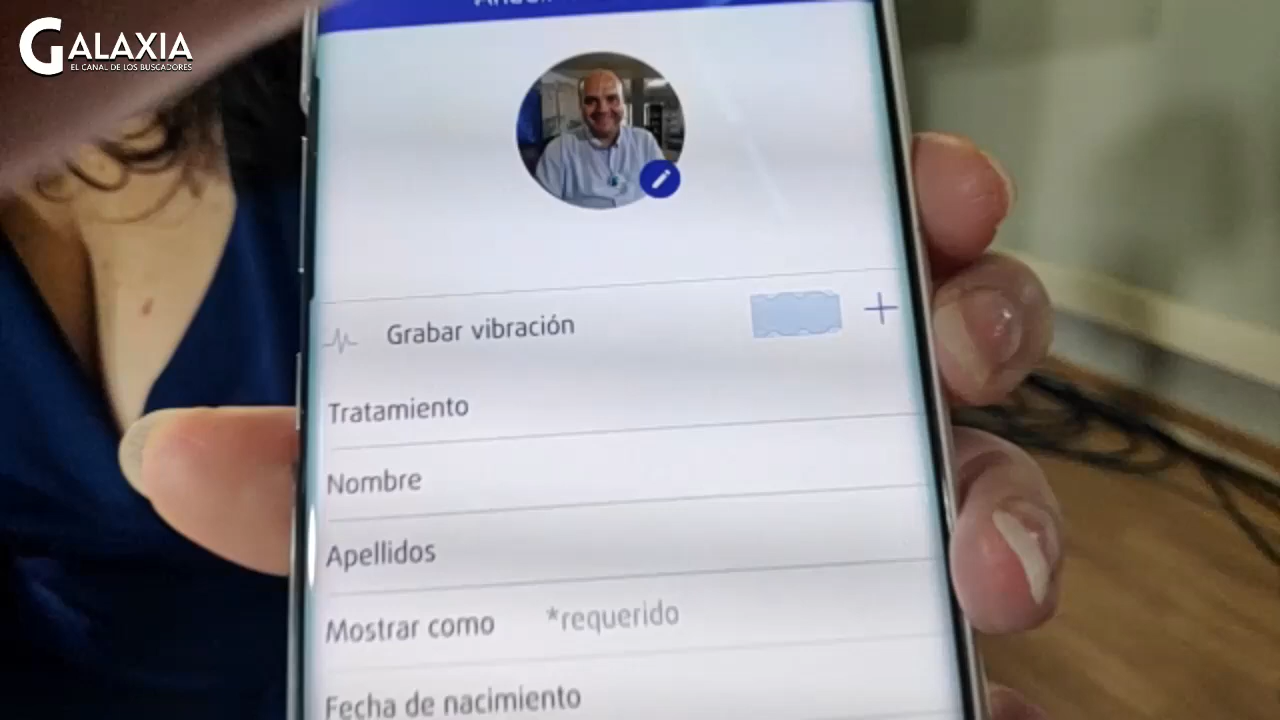 GALAXIA
EL CANAL DE LOS BUSCADORES
Grabar vibración
Tratamiento
Nombre
Apellidos
Mostrar como *requerido
Fecha de nacimiento